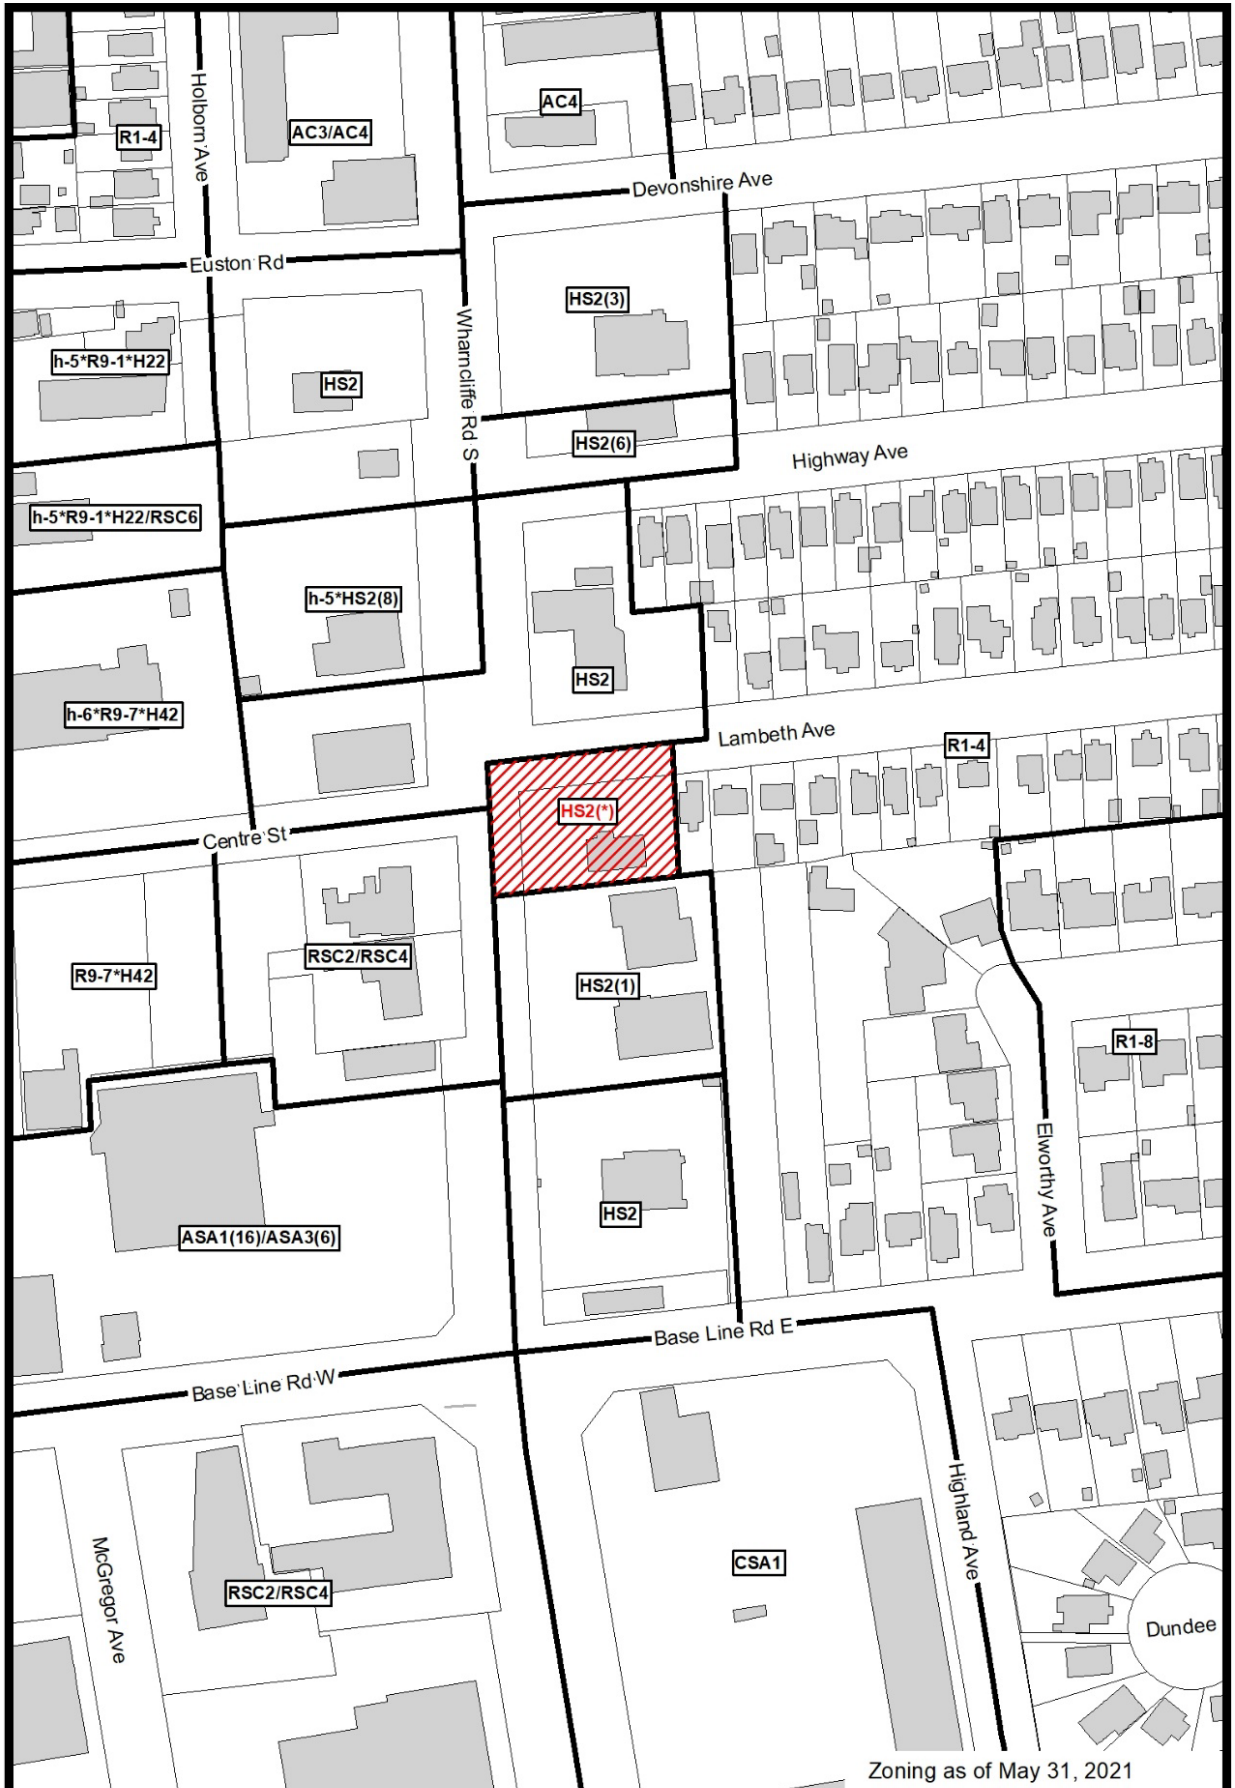 AC4
R1-4
AC3/AC4
Holborn Ave
Devonshire Ave
Euston Rd
HS2(3)
Wharncliffe Rd S
h-5*R9-1*H22
HS2
HS2(6)
Highway Ave
h-5*R9-1*H22/RSC6
h-5*HS2(8)
HS2
h-6*R9-7*H42
Lambeth Ave
R1-4
HS2(*)
Centre St
RSC2/RSC4
R9-7*H42
HS2(1)
R1-8
Elworthy Ave
HS2
ASA1(16)/ASA3(6)
Base Line Rd E
Base Line Rd W
Highland Ave
CSA1
McGregor Ave
RSC2/RSC4
Dundee
Zoning as of May 31, 2021